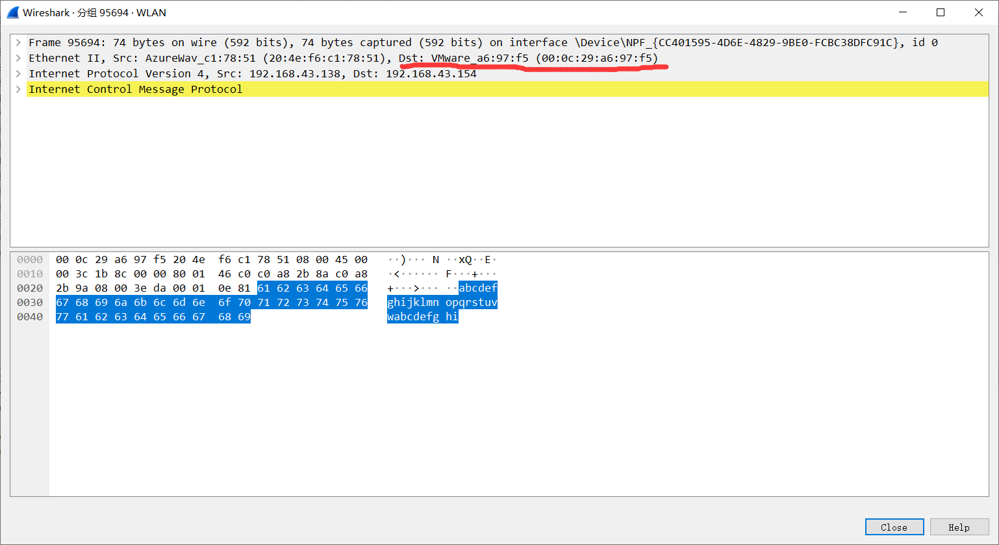 Wireshark · 分组 95694 · WLAN
Frame 95694: 74 bytes on wire (592 bits), 74 bytes captured (592 bits) on interface \Device\NPF_{CC401595-4D6E-4829-9BE0-FCBC38DFC91C}, id 0
Ethernet II, Src: AzureWav_c1:78:51 (20:4e:f6:c1:78:51), Dst: VMware_a6:97:f5 (00:0c:29:a6:97:f5)
Internet Protocol Version 4, Src: 192.168.43.138, Dst: 192.168.43.154
Internet Control Message Protocol
0000 00 0c 29 a6 97 f5 20 4e f6 c1 78 51 08 00 45 00 ··)··· N ··xQ··E·
0010 00 3c 1b 8c 00 00 80 01 46 c0 c0 a8 2b 8a c0 a8 ·<······ F···+···
0020 2b 9a 08 00 3e da 00 01 0e 81 61 62 63 64 65 66 +···>··· ··abcdef
0030 67 68 69 6a 6b 6c 6d 6e 6f 70 71 72 73 74 75 76 ghijklmn opqrstuv
0040 77 61 62 63 64 65 66 67 68 69 wabcdefg hi
Close Help